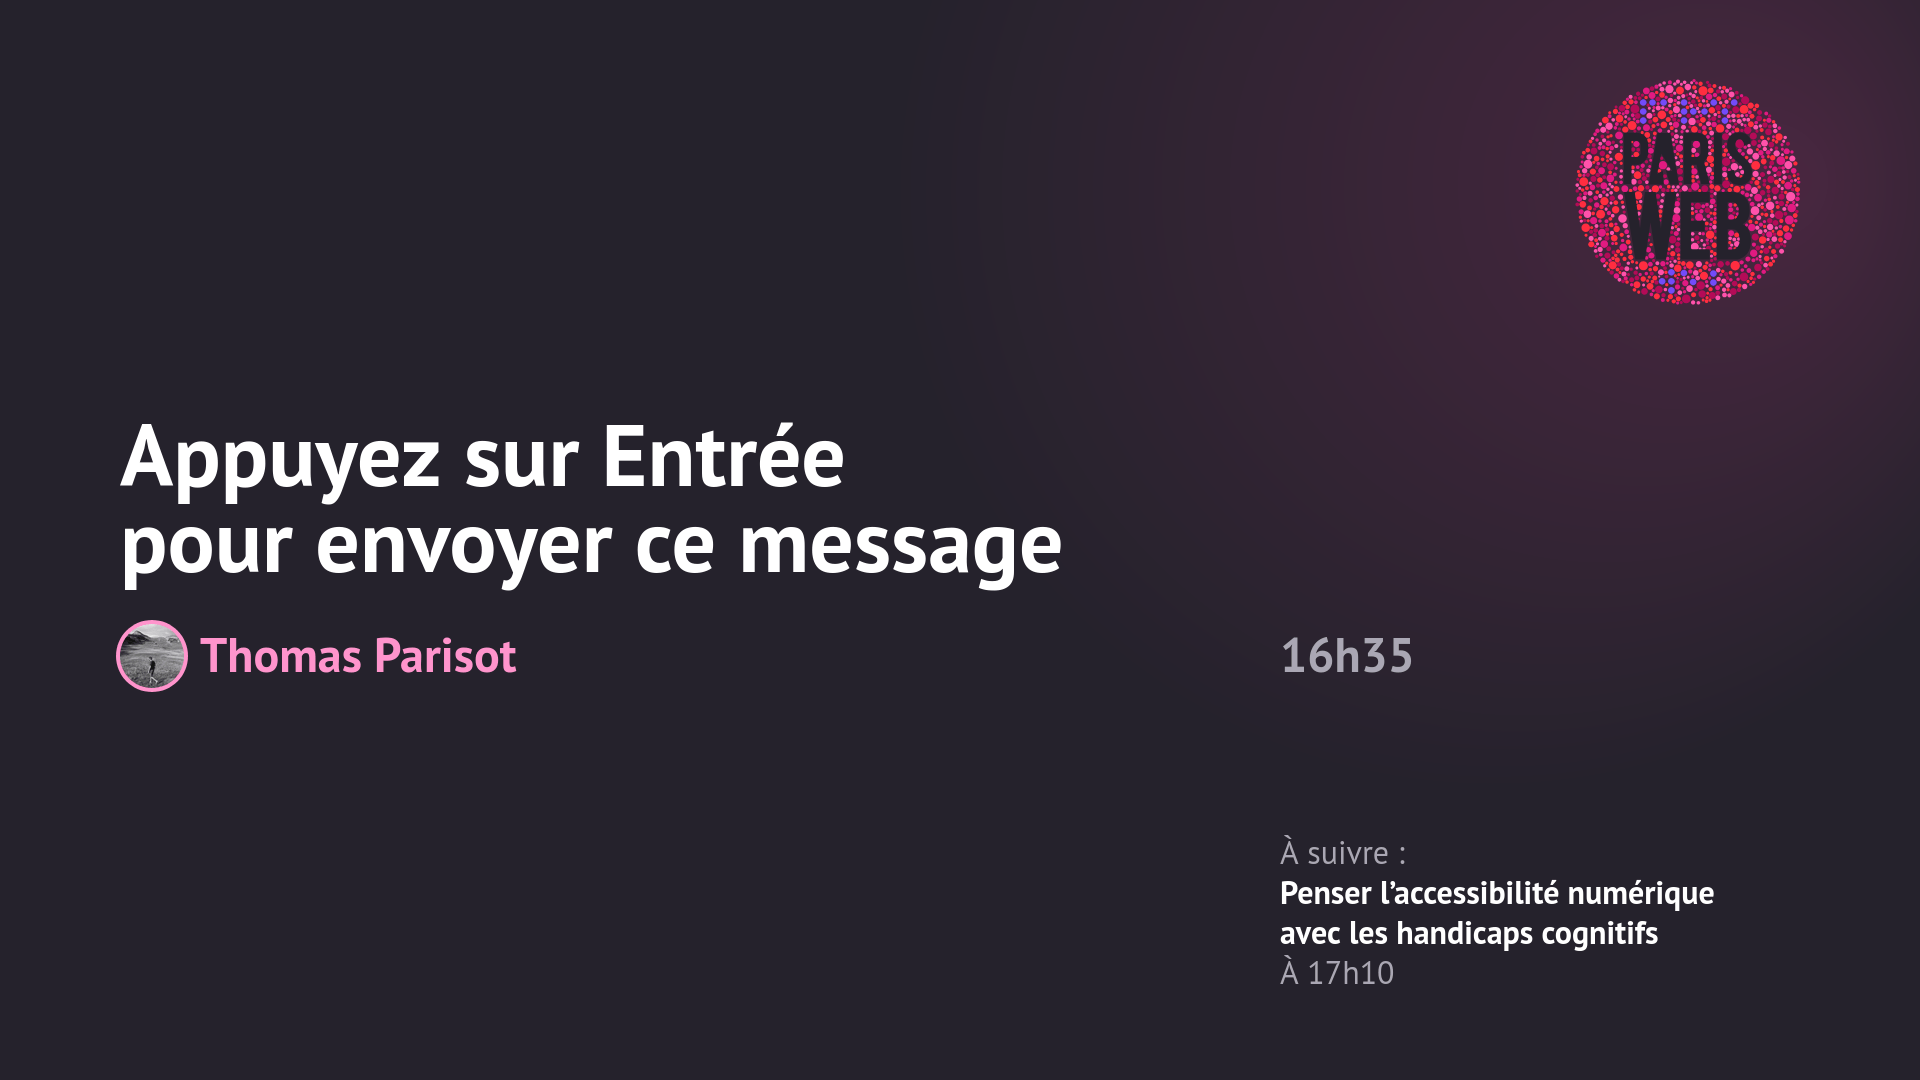 PARIS
WEB
Appuyez sur Entrée
pour envoyer ce message
Thomas Parisot
16h35
À suivre :
Penser l’accessibilité numérique
avec les handicaps cognitifs
À 17h10